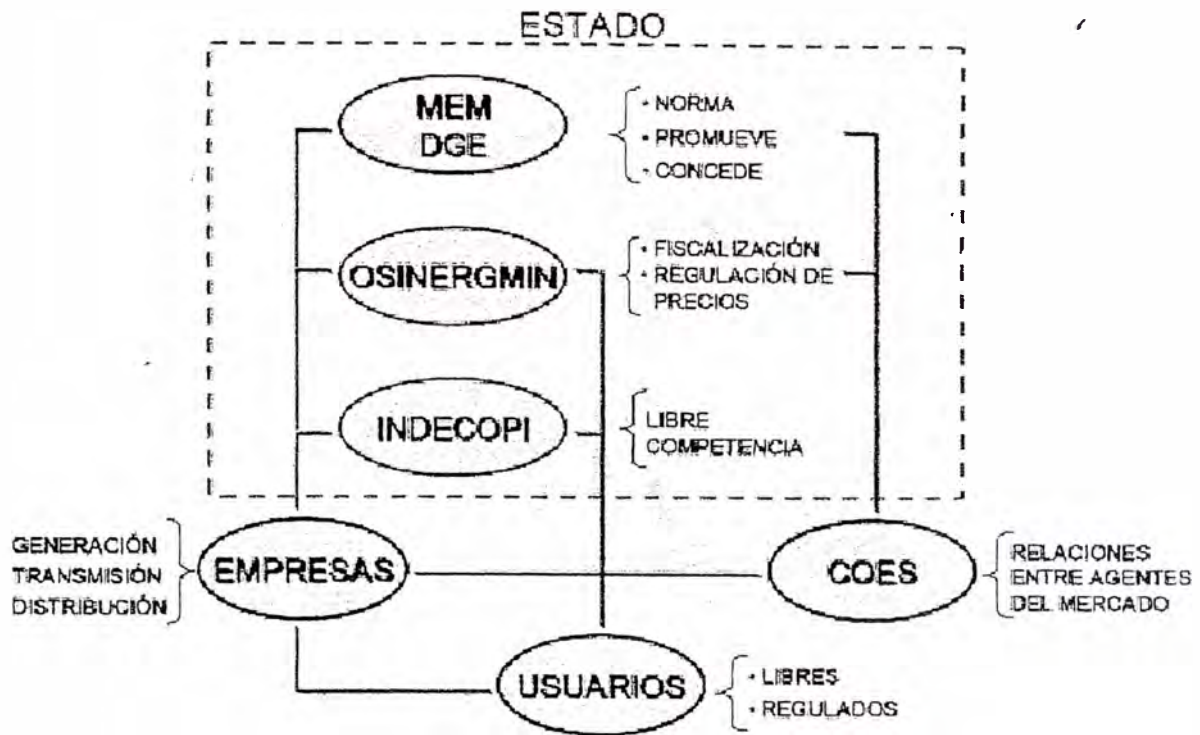 ESTADO
MEM
DGE
· NORMA
· PROMUEVE
· CONCEDE
OSINERGMIN
· FISCALIZACIÓN
· REGULACIÓN DE
PRECIOS
INDECOPI
LIBRE
COMPETENCIA
GENERACIÓN
TRANSMISIÓN
DISTRIBUCIÓN
EMPRESAS
COES
RELACIONES
ENTRE AGENTES
DEL MERCADO
USUARIOS
· LIBRES
· REGULADOS